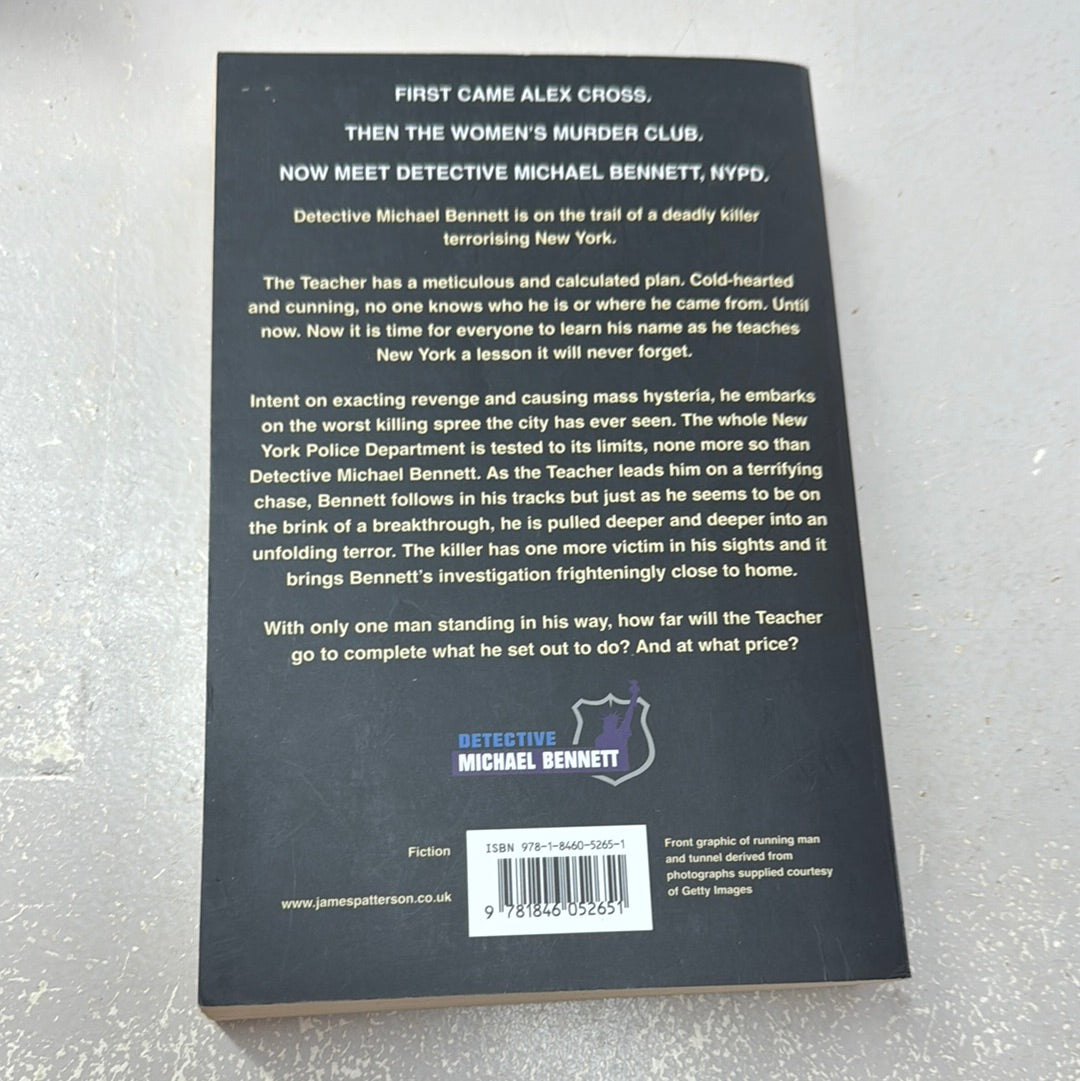 FIRST CAME ALEX CROSS.
THEN THE WOMEN'S MURDER CLUB.
NOW MEET DETECTIVE MICHAEL BENNETT, NYPD.
Detective Michael Bennett is on the trail of a deadly killer
terrorising New York.
The Teacher has a meticulous and calculated plan. Cold-hearted
and cunning, no one knows who he is or where he came from. Until
now. Now it is time for everyone to learn his name as he teaches
New York a lesson it will never forget.
Intent on exacting revenge and causing mass hysteria, he embarks
on the worst killing spree the city has ever seen. The whole New
York Police Department is tested to its limits, none more so than
Detective Michael Bennett. As the Teacher leads him on a terrifying
chase, Bennett follows in his tracks but just as he seems to be on
the brink of a breakthrough, he is pulled deeper and deeper into an
unfolding terror. The killer has one more victim in his sights and it
brings Bennett's investigation frighteningly close to home.
With only one man standing in his way, how far will the Teacher
go to complete what he set out to do? And at what price?
DETECTIVE
MICHAEL BENNETT
Fiction
www.jamespatterson.co.uk
ISBN 978-1-8460-5265-1
9 781846 052651
Front graphic of running man
and tunnel derived from
photographs supplied courtesy
of Getty Images